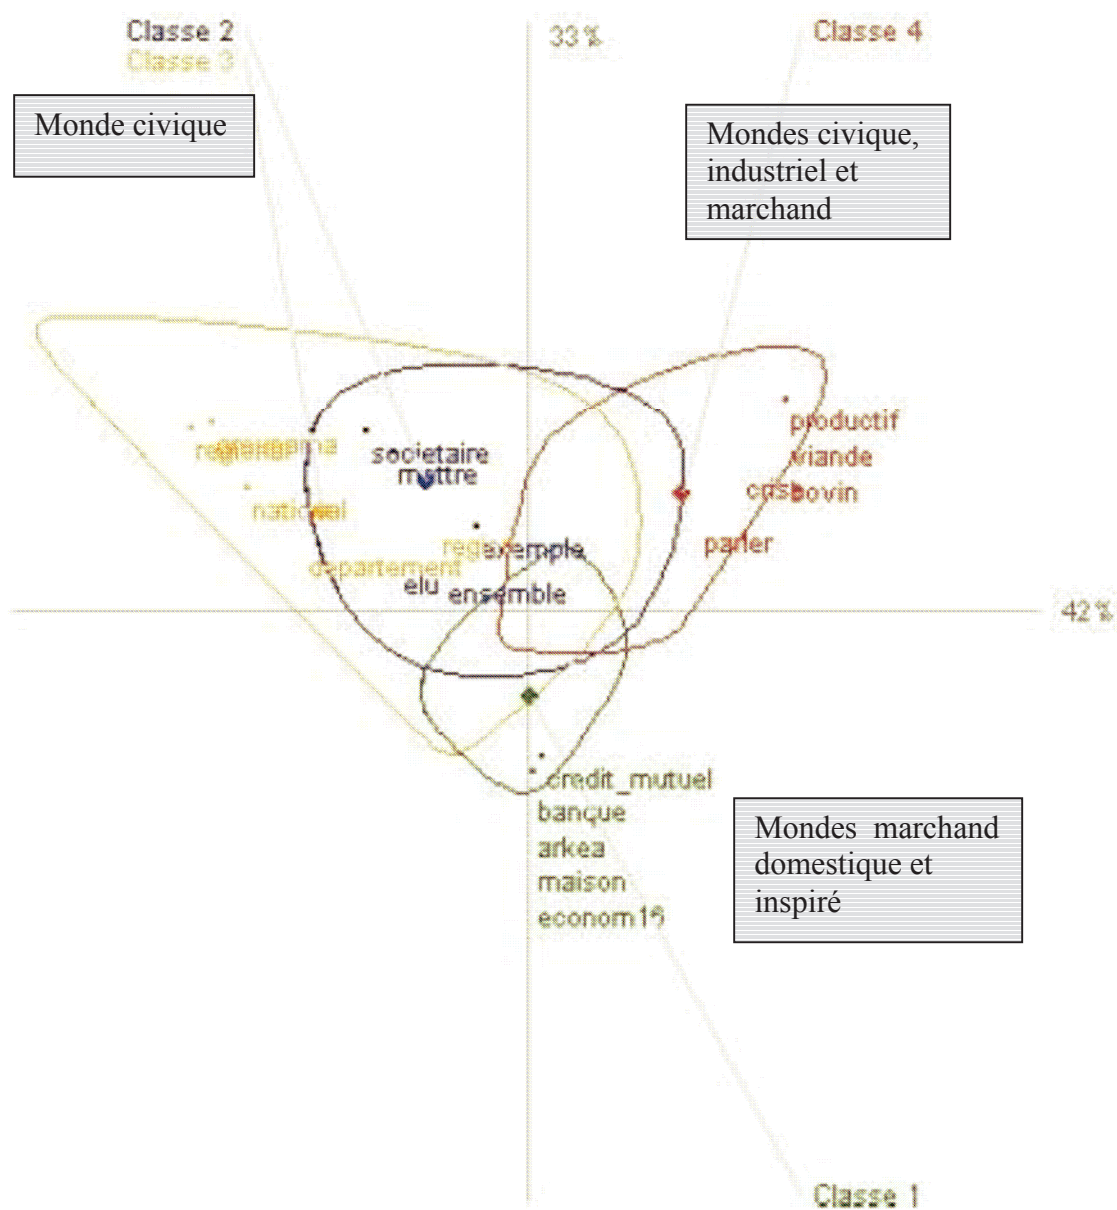 Classe 2
33 %
Classe 4
Classe 3
Monde civique
Mondes civique,
industriel et
marchand
productif
societaire
viande
mettre
bovin
national
parler
exemple
departement
elu
ensemble
42 %
credit_mutuel
banque
arkea
maison
econom16
Mondes marchand
domestique et
inspiré
Classe 1